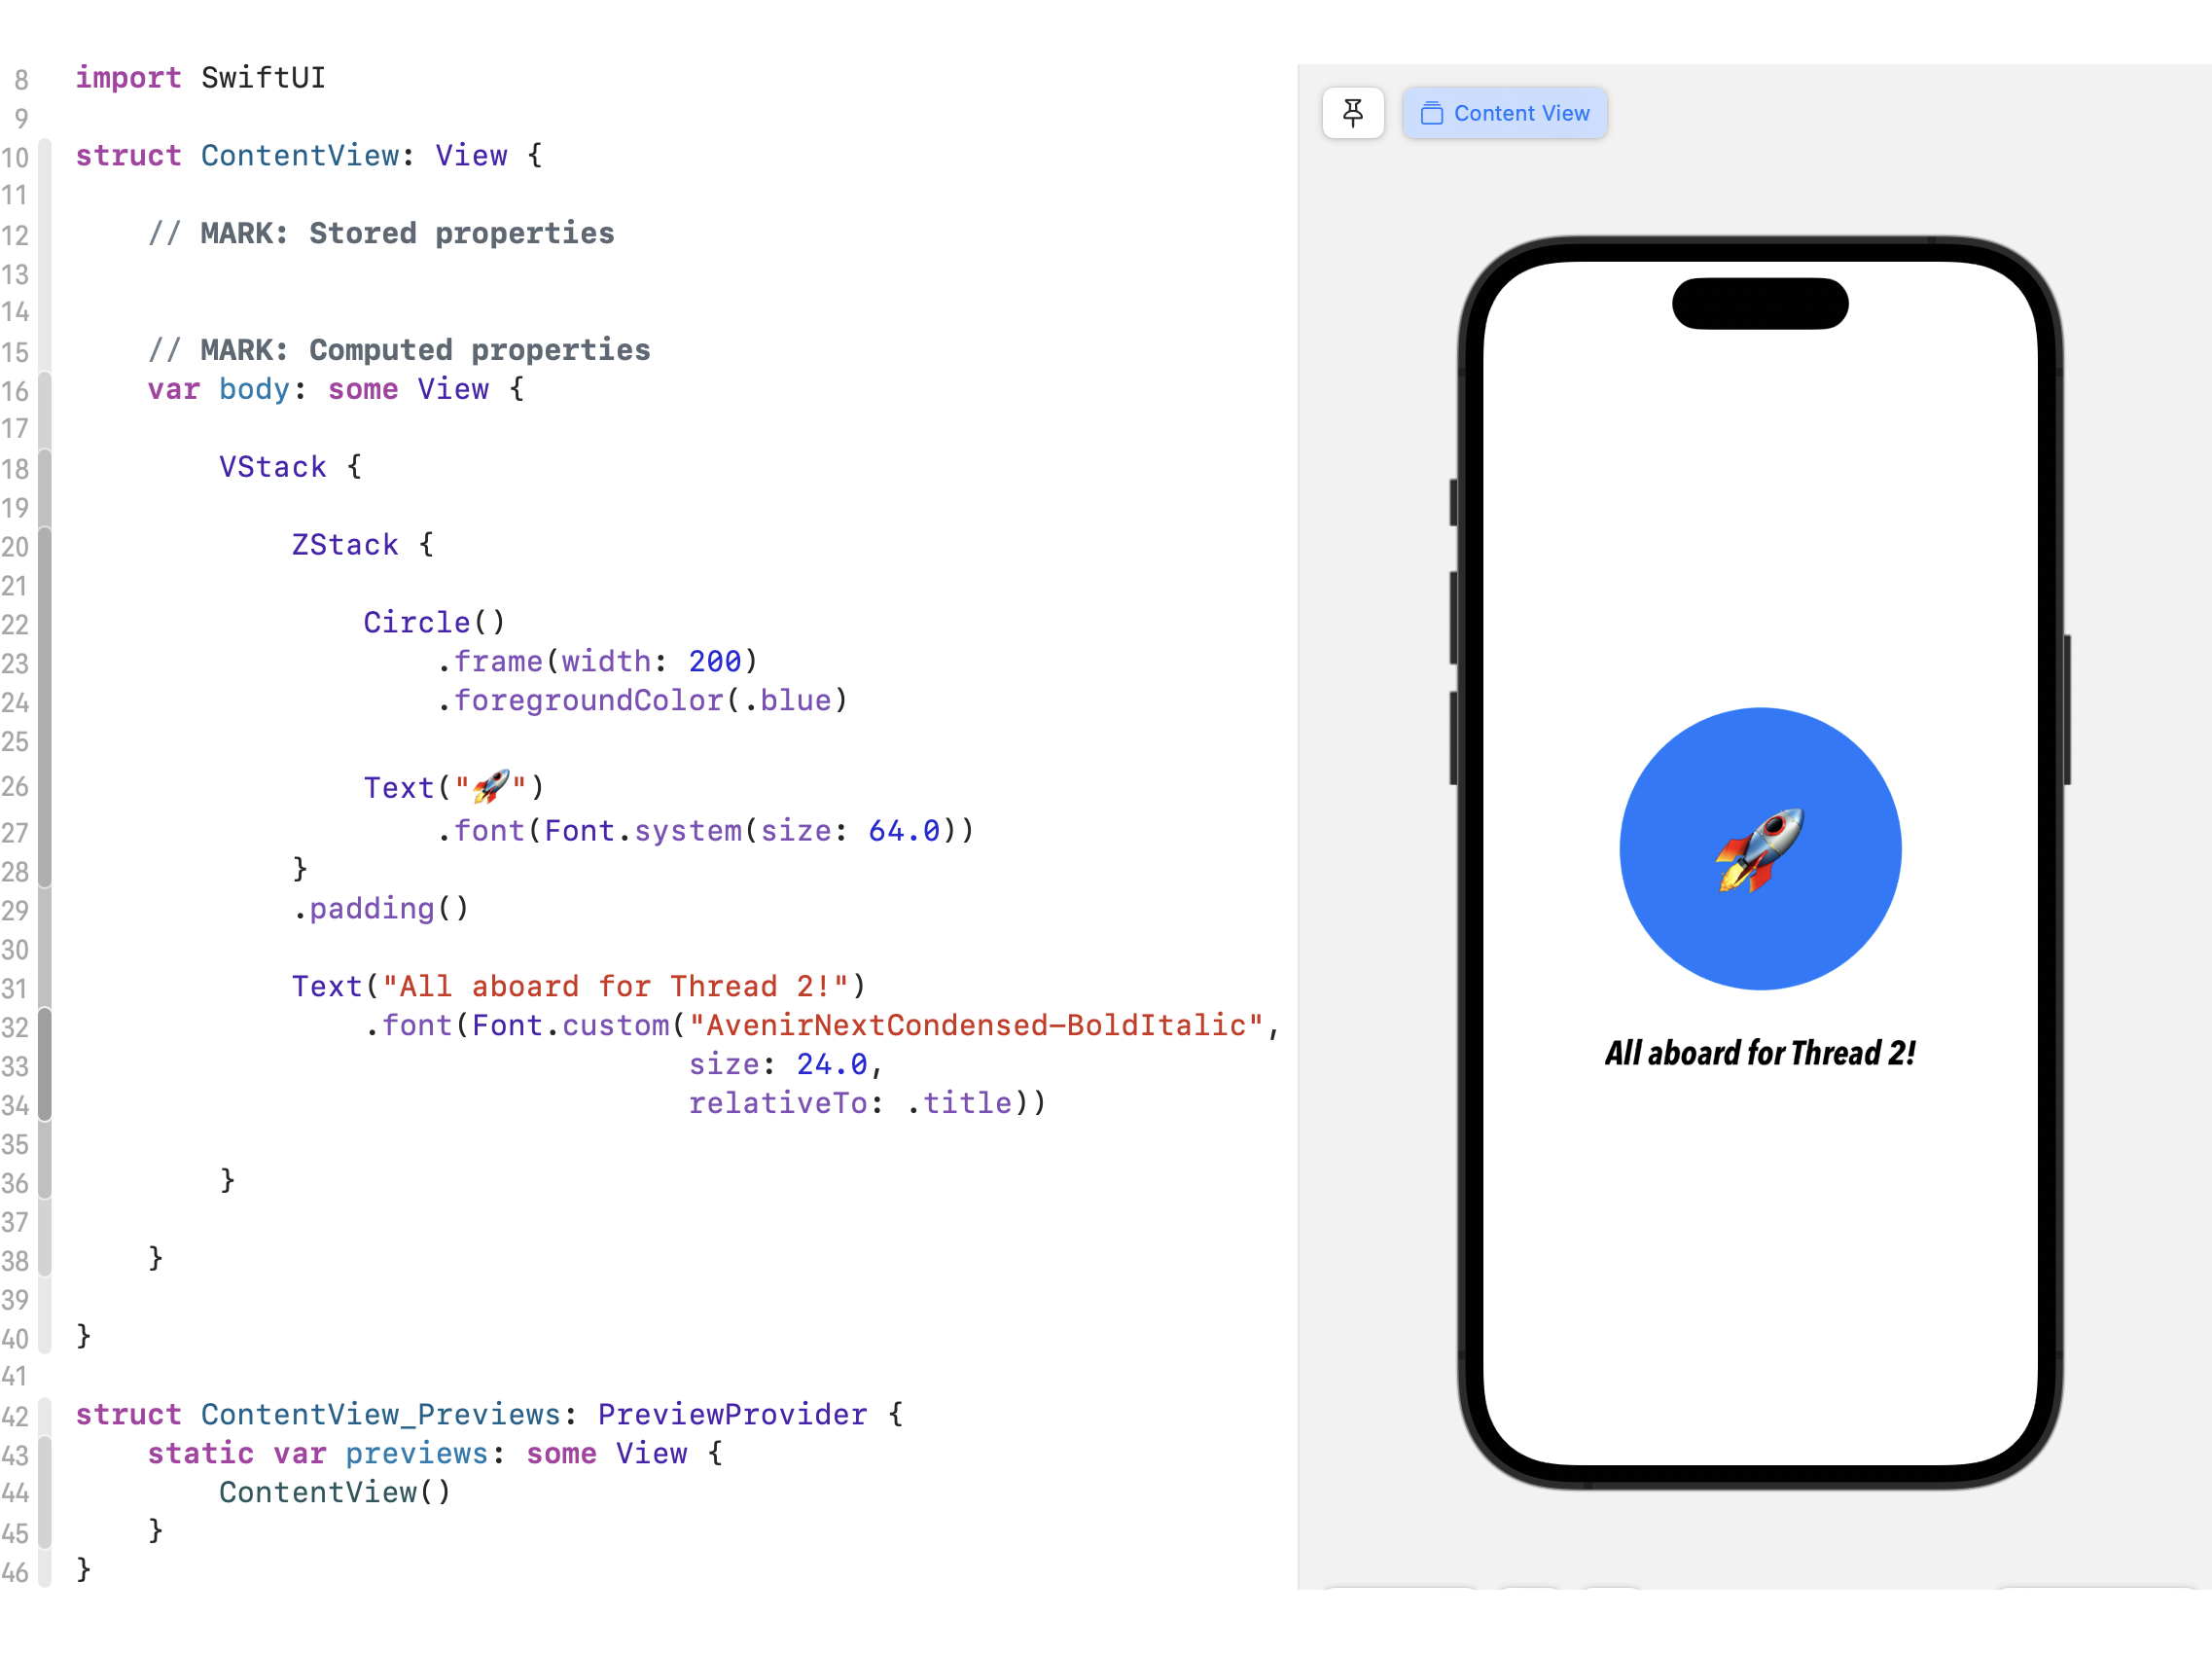 8 import SwiftUI
9
10 struct ContentView: View {
11
12     // MARK: Stored properties
13
14
15     // MARK: Computed properties
16     var body: some View {
17
18         VStack {
19
20             ZStack {
21
22                 Circle()
23                     .frame(width: 200)
24                     .foregroundColor(.blue)
25
26                 Text("🚀")
27                     .font(Font.system(size: 64.0))
28             }
29             .padding()
30
31             Text("All aboard for Thread 2!")
32                 .font(Font.custom("AvenirNextCondensed-BoldItalic",
33                                   size: 24.0,
34                                   relativeTo: .title))
35
36         }
37
38     }
39
40 }
41
42 struct ContentView_Previews: PreviewProvider {
43     static var previews: some View {
44         ContentView()
45     }
46 }
Content View
🚀
All aboard for Thread 2!